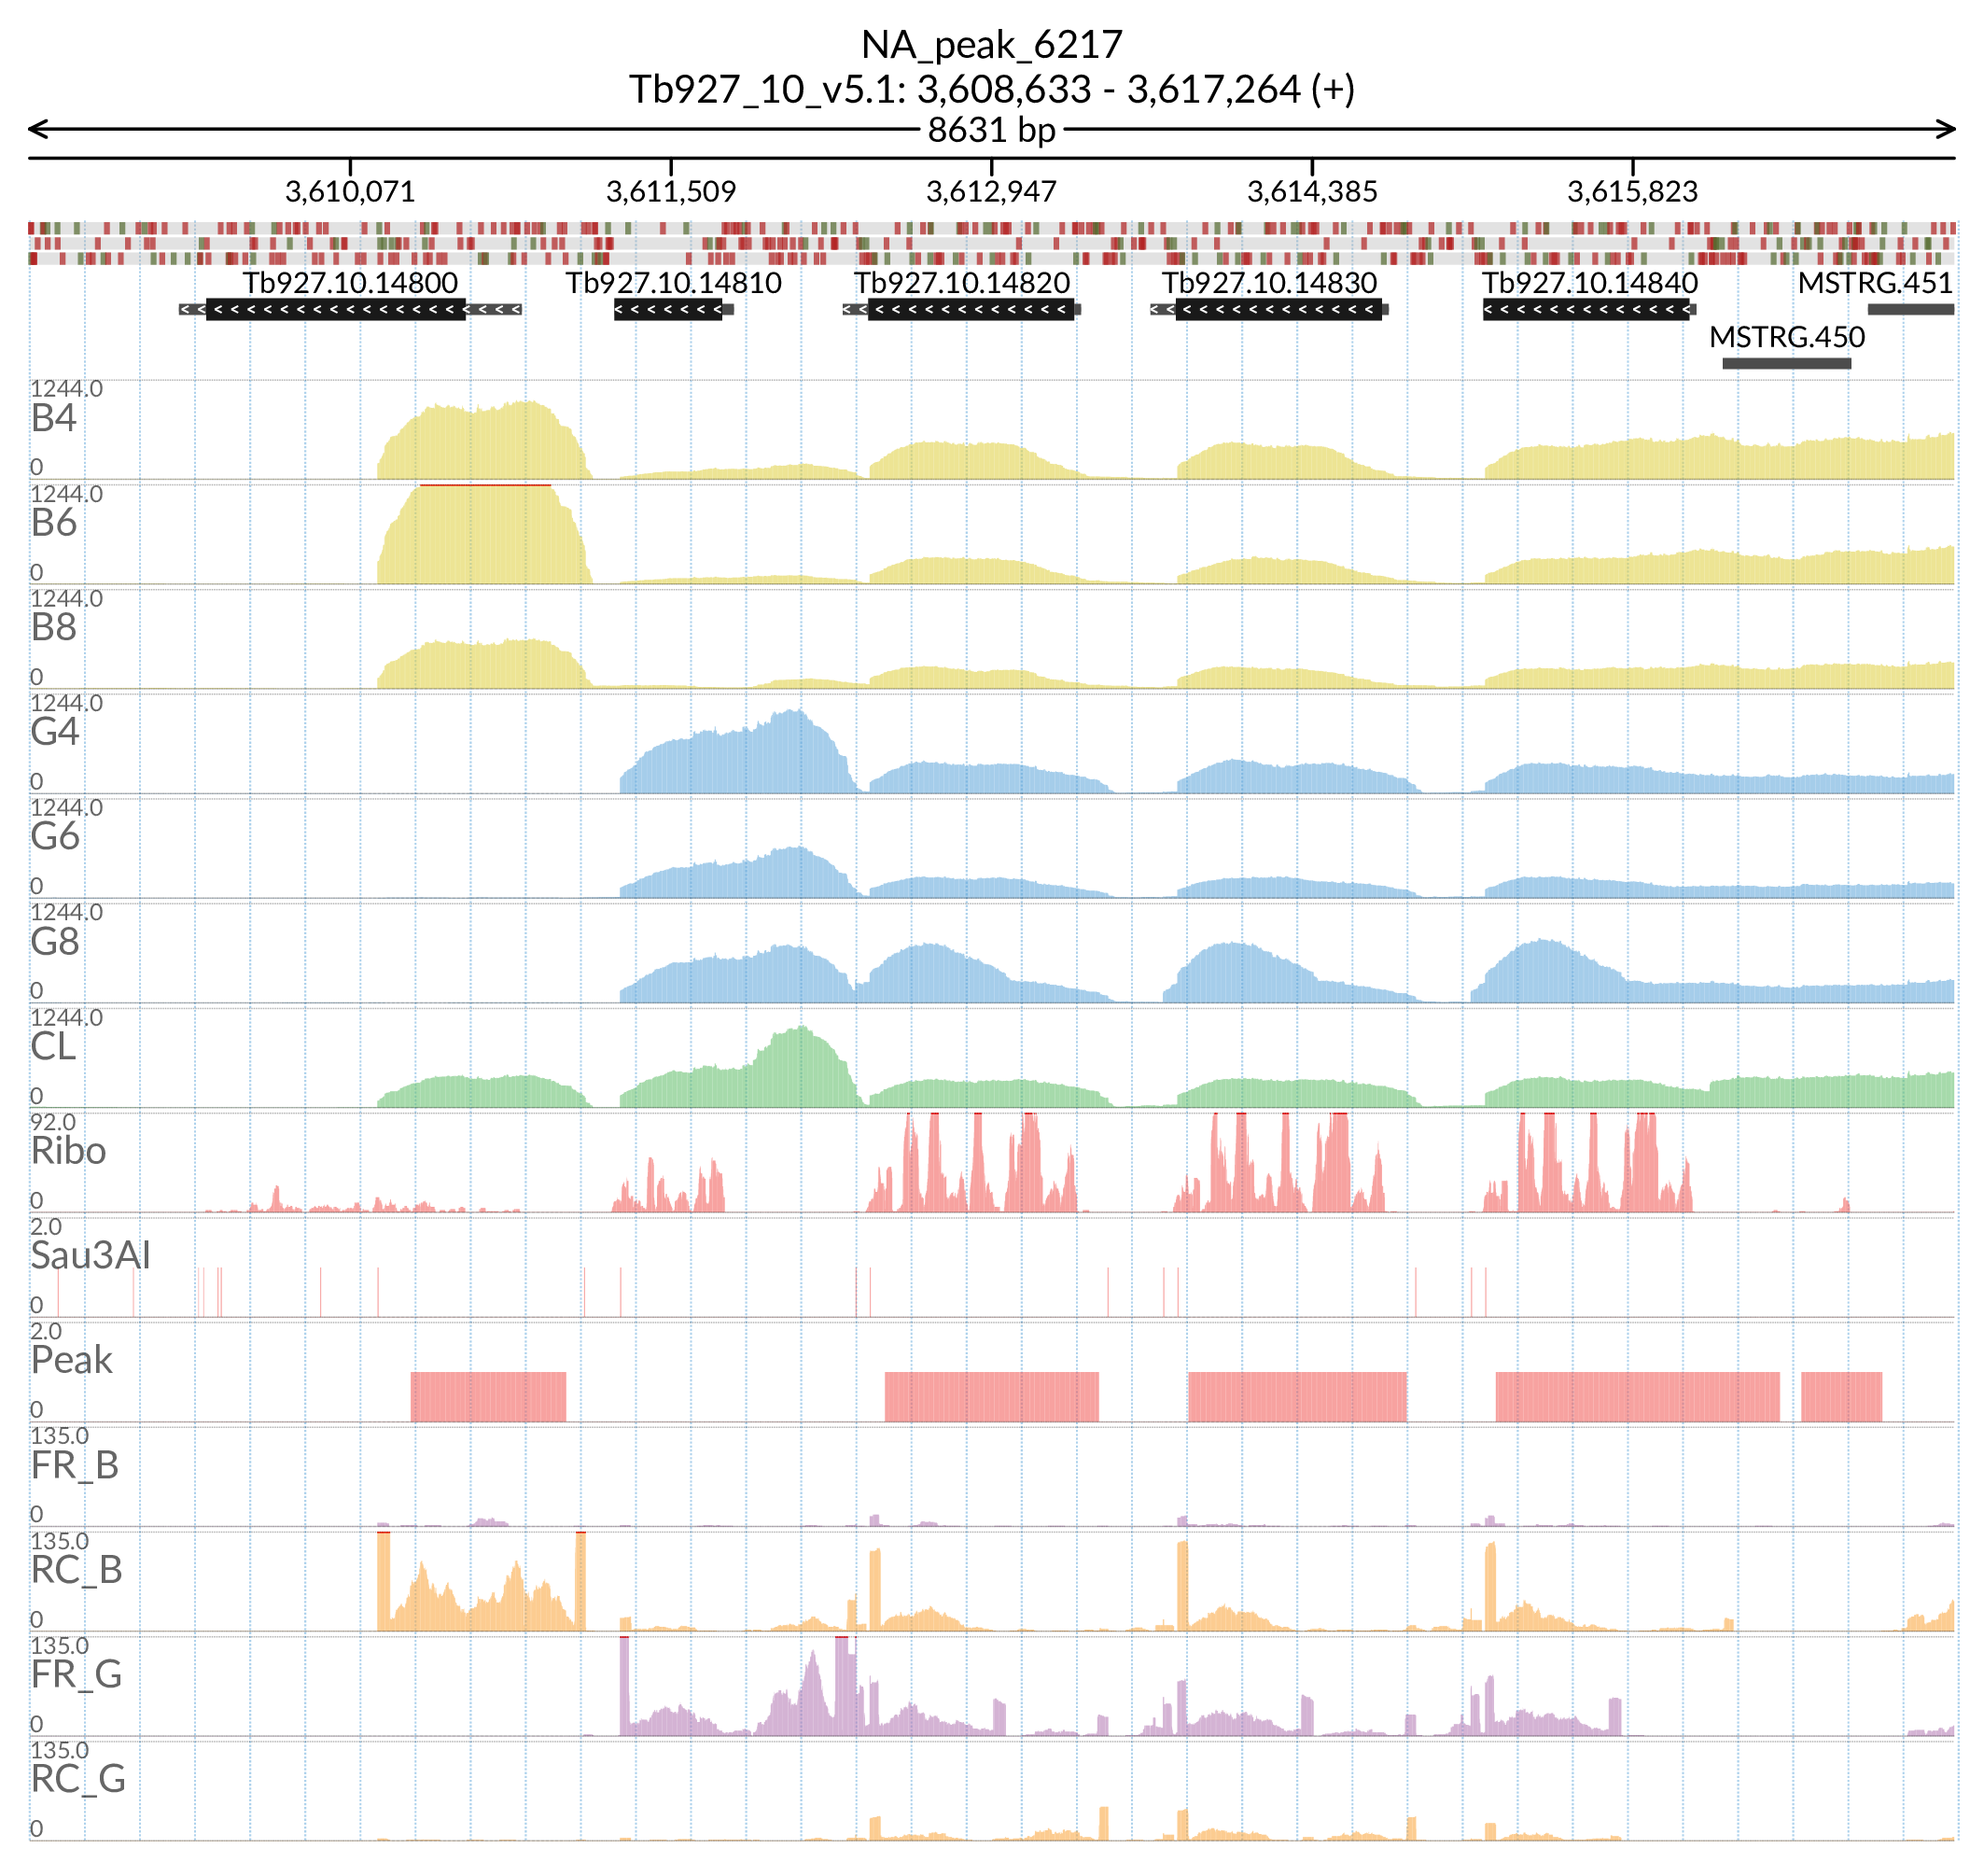 NA_peak_6217
Tb927_10_v5.1: 3,608,633 - 3,617,264 (+)
8631 bp
3,610,071 3,611,509 3,612,947 3,614,385 3,615,823
Tb927.10.14800 Tb927.10.14810 Tb927.10.14820 Tb927.10.14830 Tb927.10.14840 MSTRG.451
MSTRG.450
1244.0
B4
0
1244.0
B6
0
1244.0
B8
0
1244.0
G4
0
1244.0
G6
0
1244.0
G8
0
1244.0
CL
0
92.0
Ribo
0
2.0
Sau3AI
0
2.0
Peak
0
135.0
FR_B
0
135.0
RC_B
0
135.0
FR_G
0
135.0
RC_G
0